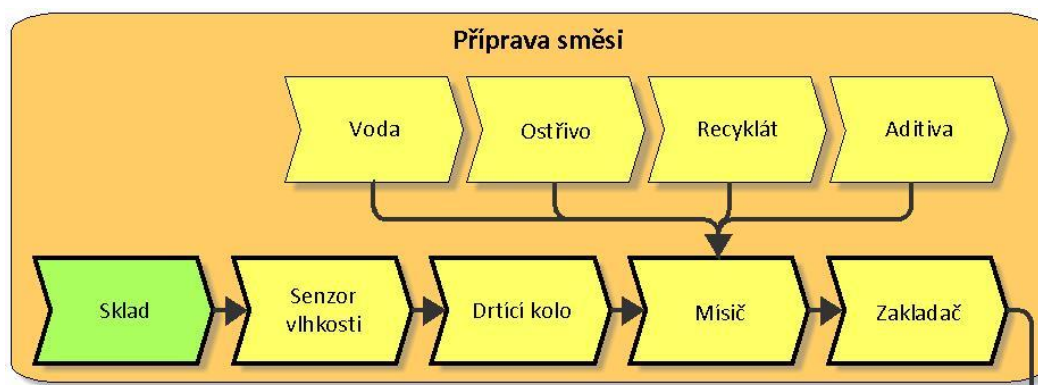 Příprava směsi
Voda
Ostřivo
Recyklát
Aditiva
Sklad
Senzor
vlhkosti
Drtící kolo
Mísič
Zakladač